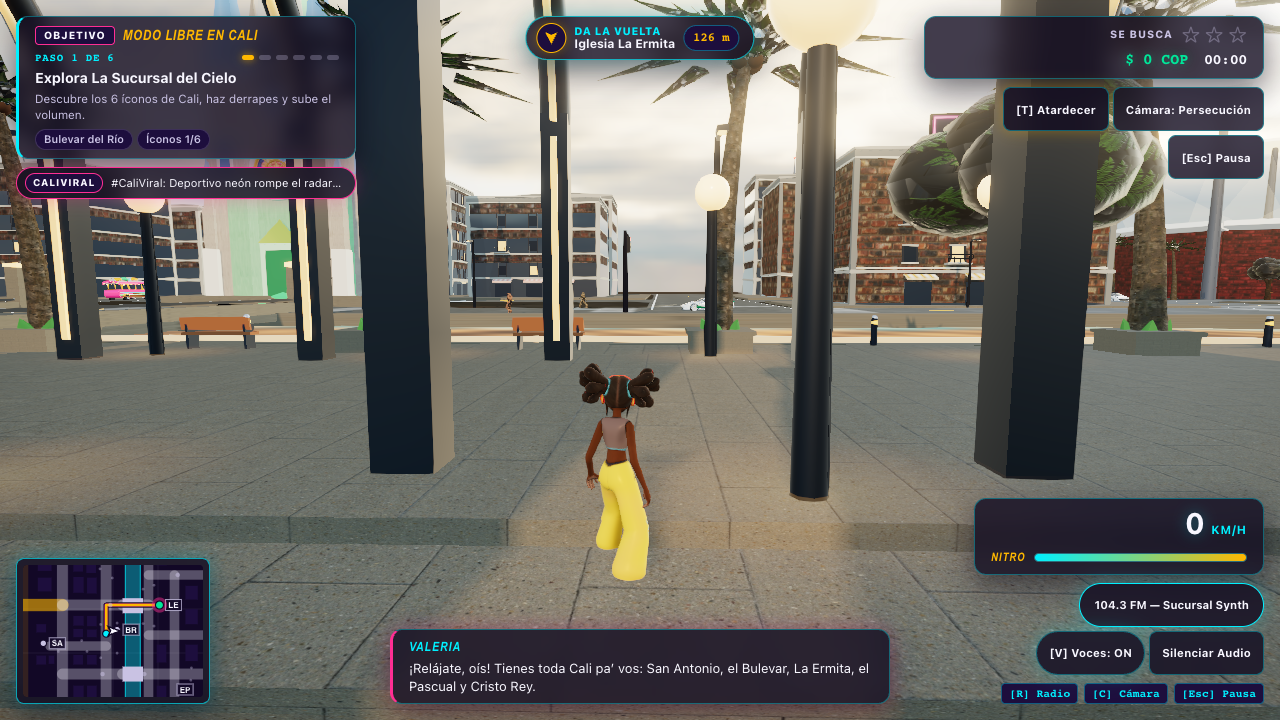 OBJETIVO MODO LIBRE EN CALI
PASO 1 DE 6
Explora La Sucursal del Cielo
Descubre los 6 íconos de Cali, haz derrapes y sube el
volumen.
Bulevar del Río Íconos 1/6
CALIVIRAL #CaliViral: Deportivo neón rompe el radar...
DA LA VUELTA
Iglesia La Ermita
126 m
SE BUSCA
$ 0 COP 00:00
[T] Atardecer Cámara: Persecución
[Esc] Pausa
LE
BR
SA
EP
VALERIA
¡Relájate, oís! Tienes toda Cali pa' vos: San Antonio, el Bulevar, La Ermita, el
Pascual y Cristo Rey.
0 KM/H
NITRO
104.3 FM — Sucursal Synth
[V] Voces: ON Silenciar Audio
[R] Radio [C] Cámara [Esc] Pausa